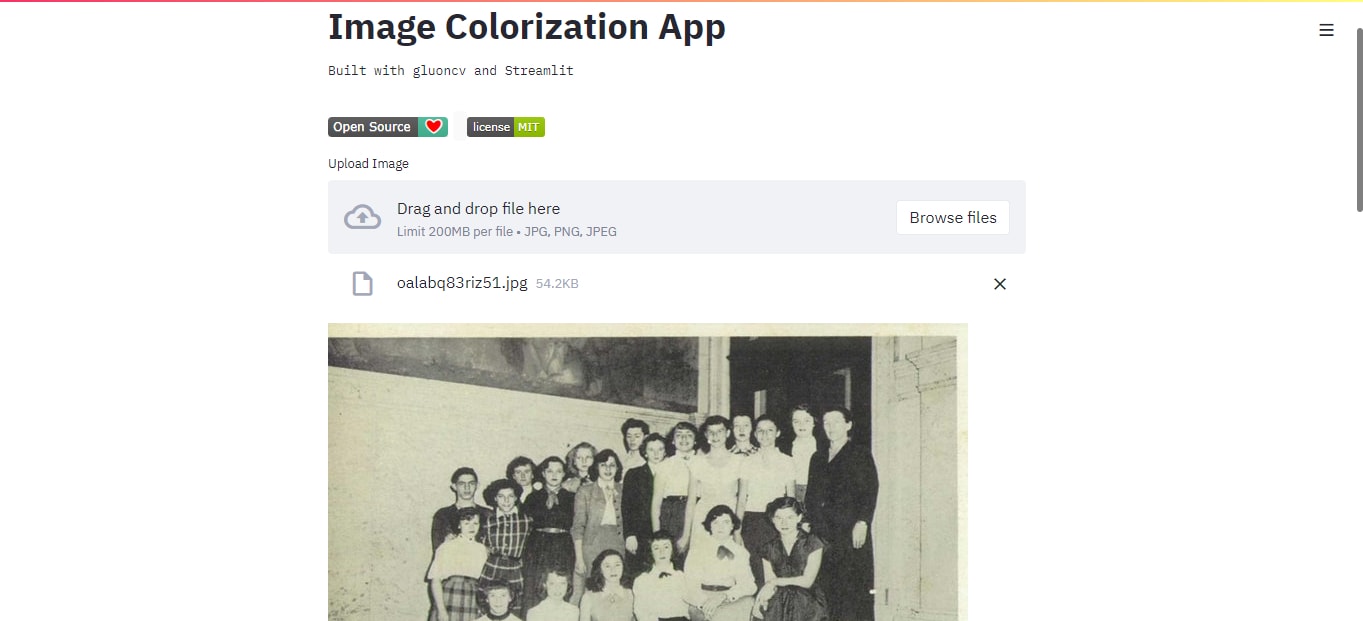 Image Colorization App
Built with gluoncv and Streamlit
Open Source
license MIT
Upload Image
Drag and drop file here
Limit 200MB per file • JPG, PNG, JPEG
Browse files
oalabq83riz51.jpg 54.2KB